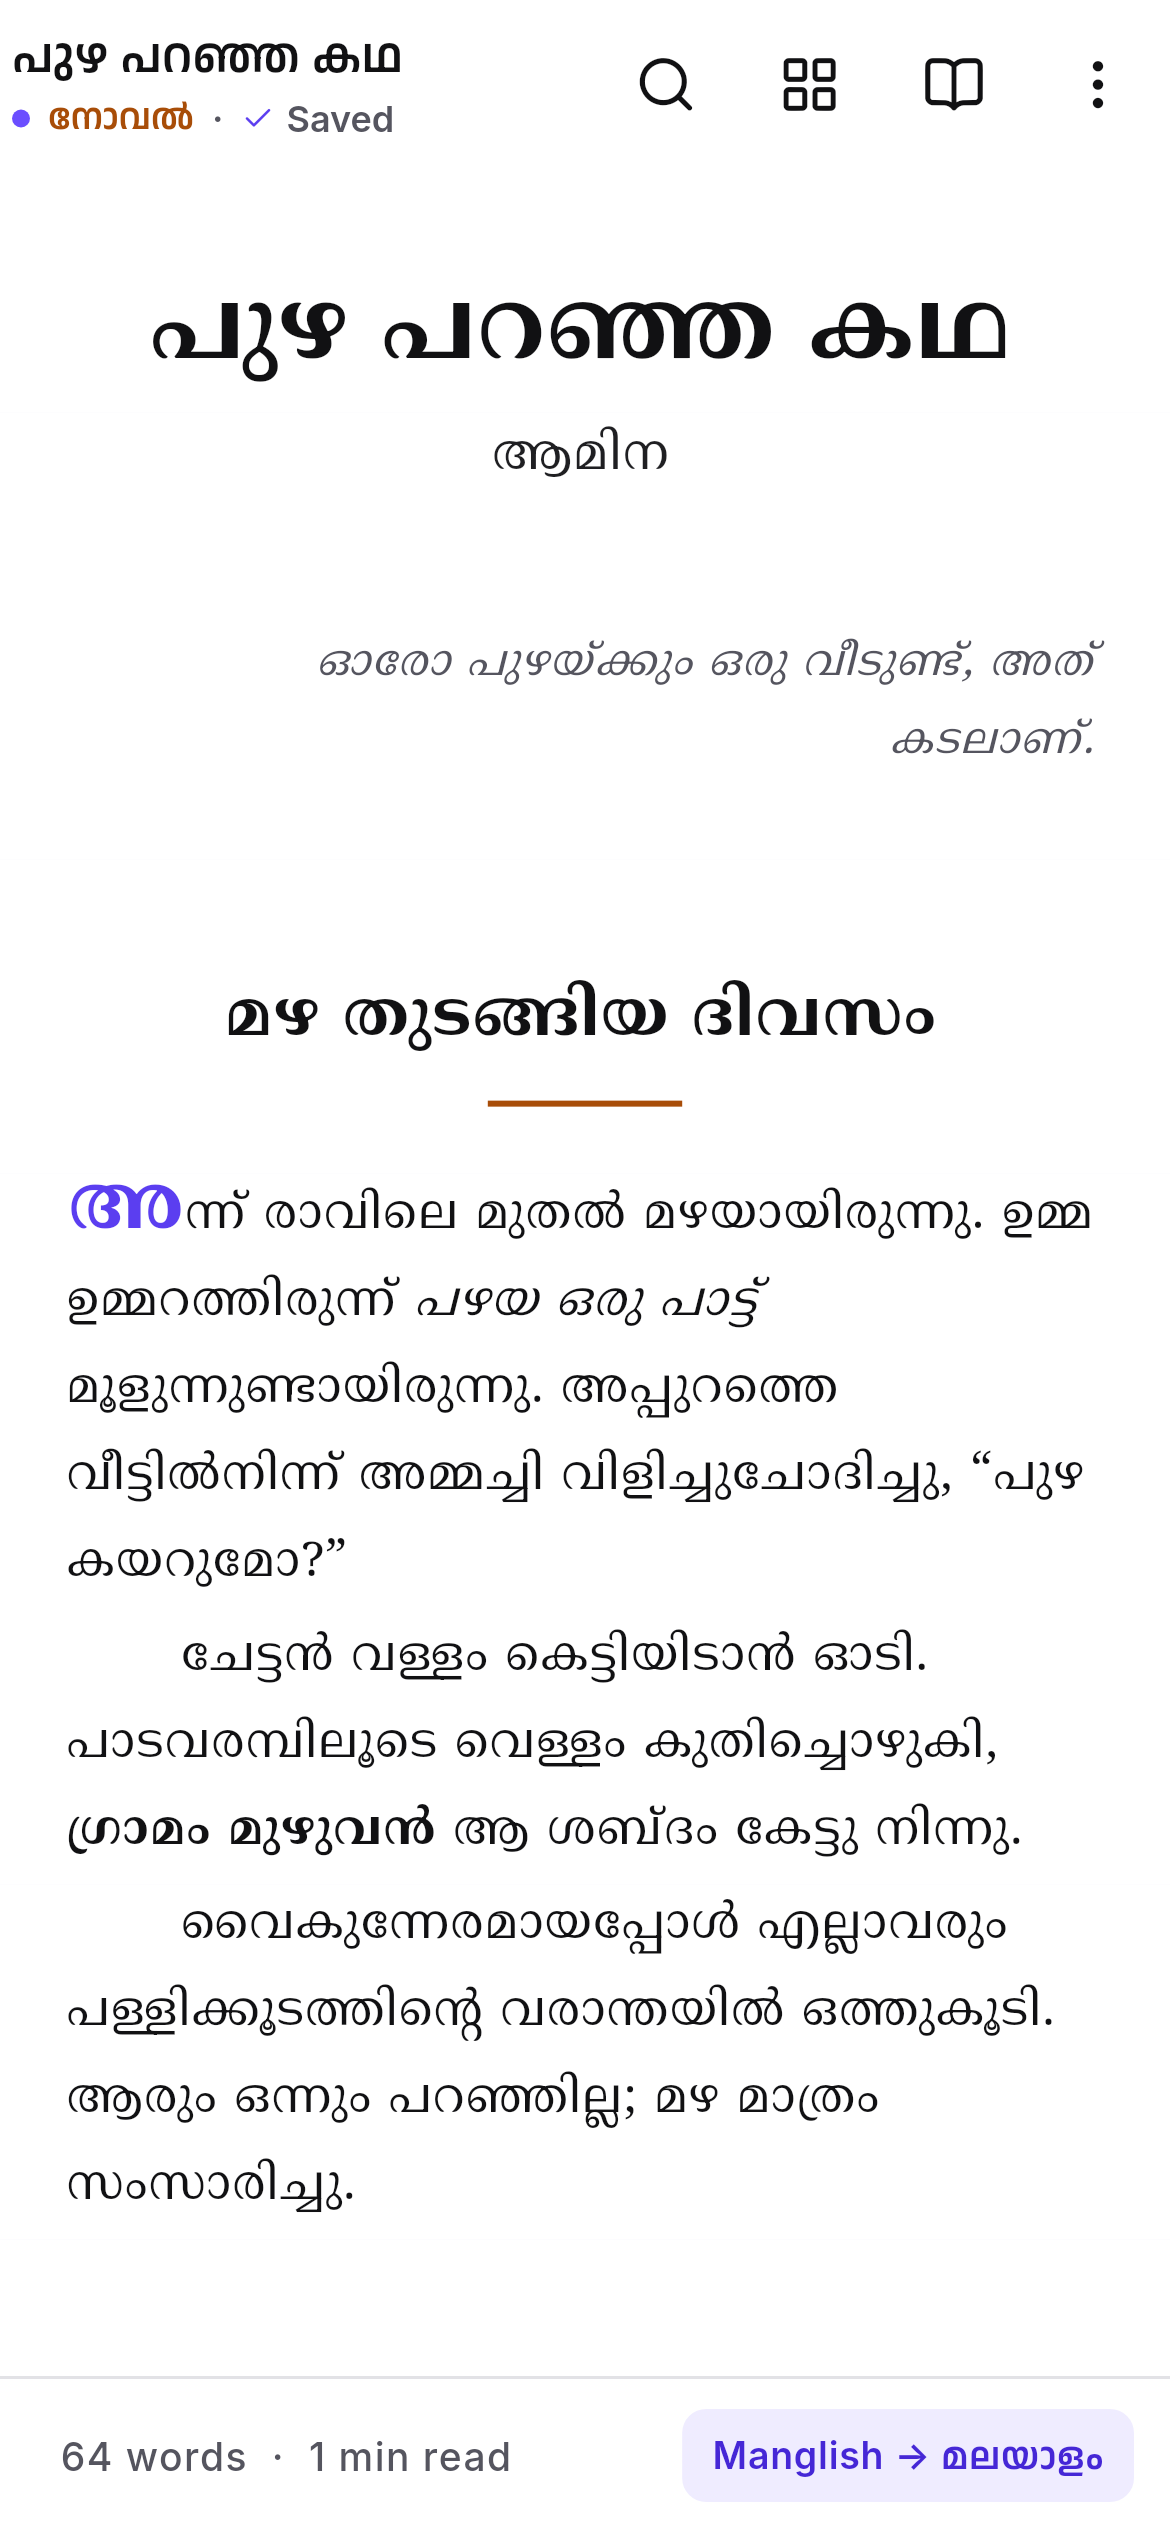 പുഴ പറഞ്ഞ കഥ
നോവൽ · ✓ Saved
പുഴ പറഞ്ഞ കഥ
ആമിന
ഓരോ പുഴയ്ക്കും ഒരു വീടുണ്ട്, അത്
കടലാണ്.
മഴ തുടങ്ങിയ ദിവസം
അന്ന് രാവിലെ മുതൽ മഴയായിരുന്നു. ഉമ്മ
ഉമ്മറത്തിരുന്ന് പഴയ ഒരു പാട്ട്
മൂളുന്നുണ്ടായിരുന്നു. അപ്പുറത്തെ
വീട്ടിൽനിന്ന് അമ്മച്ചി വിളിച്ചുചോദിച്ചു, “പുഴ
കയറുമോ?”
ചേട്ടൻ വള്ളം കെട്ടിയിടാൻ ഓടി.
പാടവരമ്പിലൂടെ വെള്ളം കുതിച്ചൊഴുകി,
ഗ്രാമം മുഴുവൻ ആ ശബ്ദം കേട്ടു നിന്നു.
വൈകുന്നേരമായപ്പോൾ എല്ലാവരും
പള്ളിക്കൂടത്തിന്റെ വരാന്തയിൽ ഒത്തുകൂടി.
ആരും ഒന്നും പറഞ്ഞില്ല; മഴ മാത്രം
സംസാരിച്ചു.
64 words · 1 min read
Manglish → മലയാളം